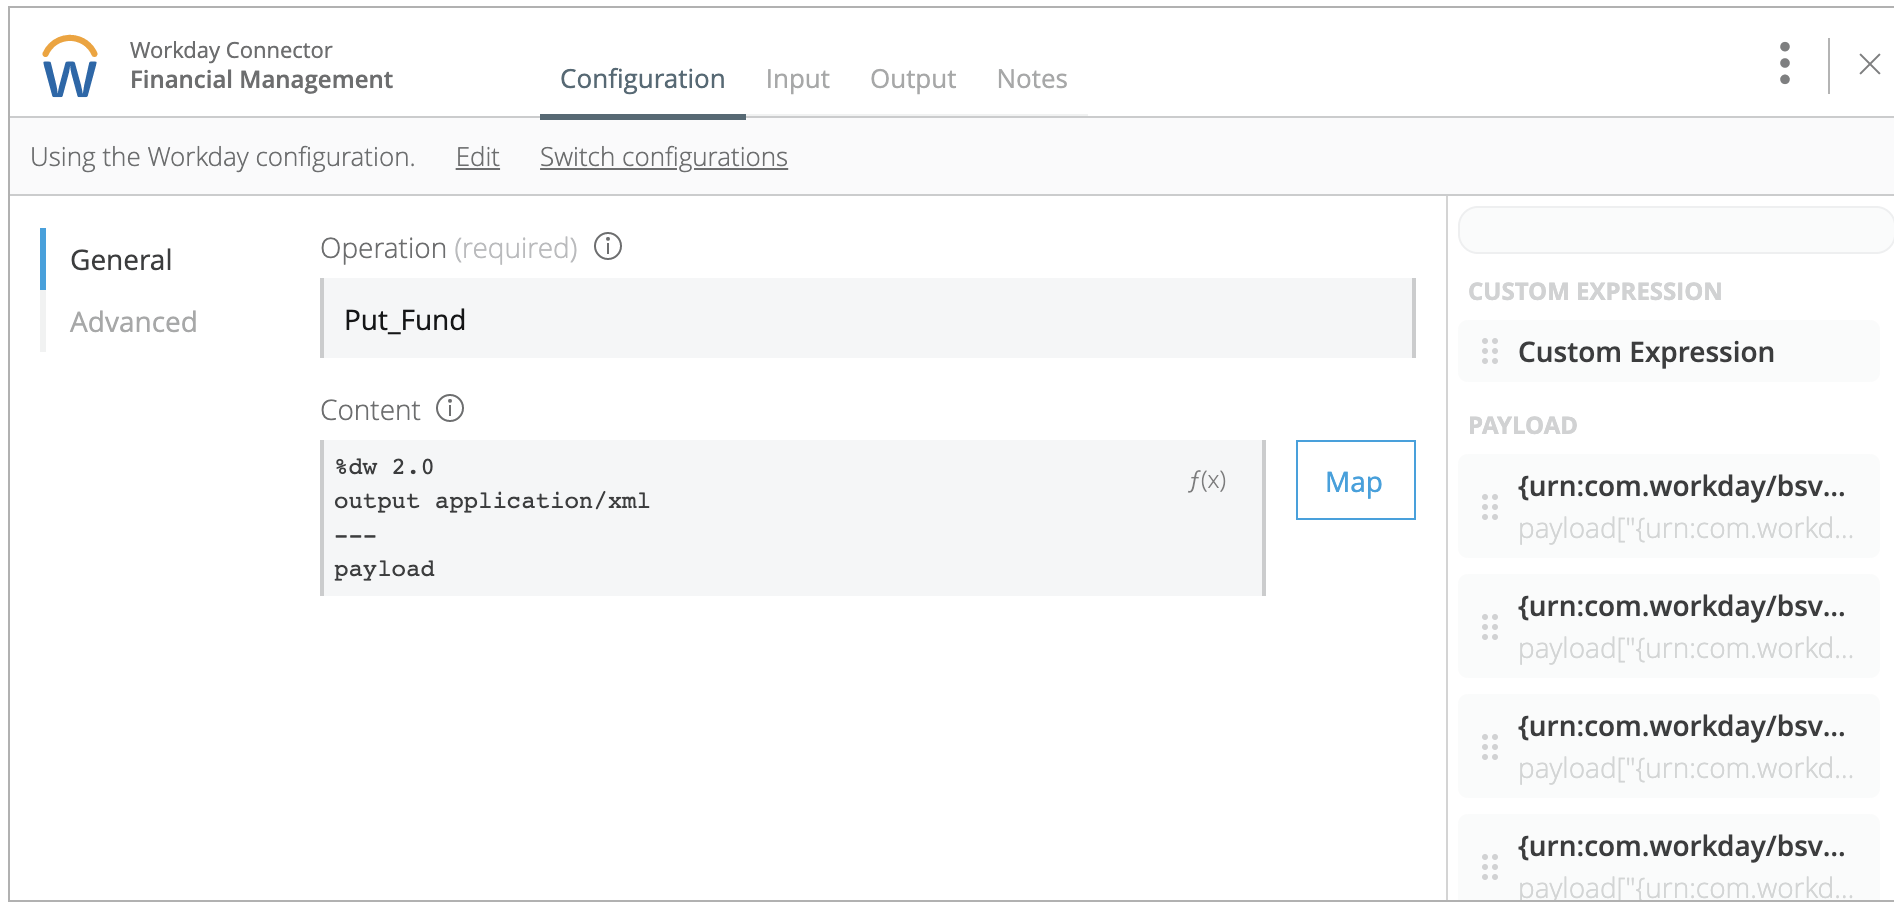 Workday Connector
Financial Management
Configuration Input Output Notes
Using the Workday configuration. Edit Switch configurations
General
Advanced
Operation (required)
Put_Fund
Content
%dw 2.0
output application/xml
---
payload
f(x)
Map
CUSTOM EXPRESSION
Custom Expression
PAYLOAD
{urn:com.workday/bsv...
payload["{urn:com.workd...
{urn:com.workday/bsv...
payload["{urn:com.workd...
{urn:com.workday/bsv...
payload["{urn:com.workd...
{urn:com.workday/bsv...
payload["{urn:com.workd...